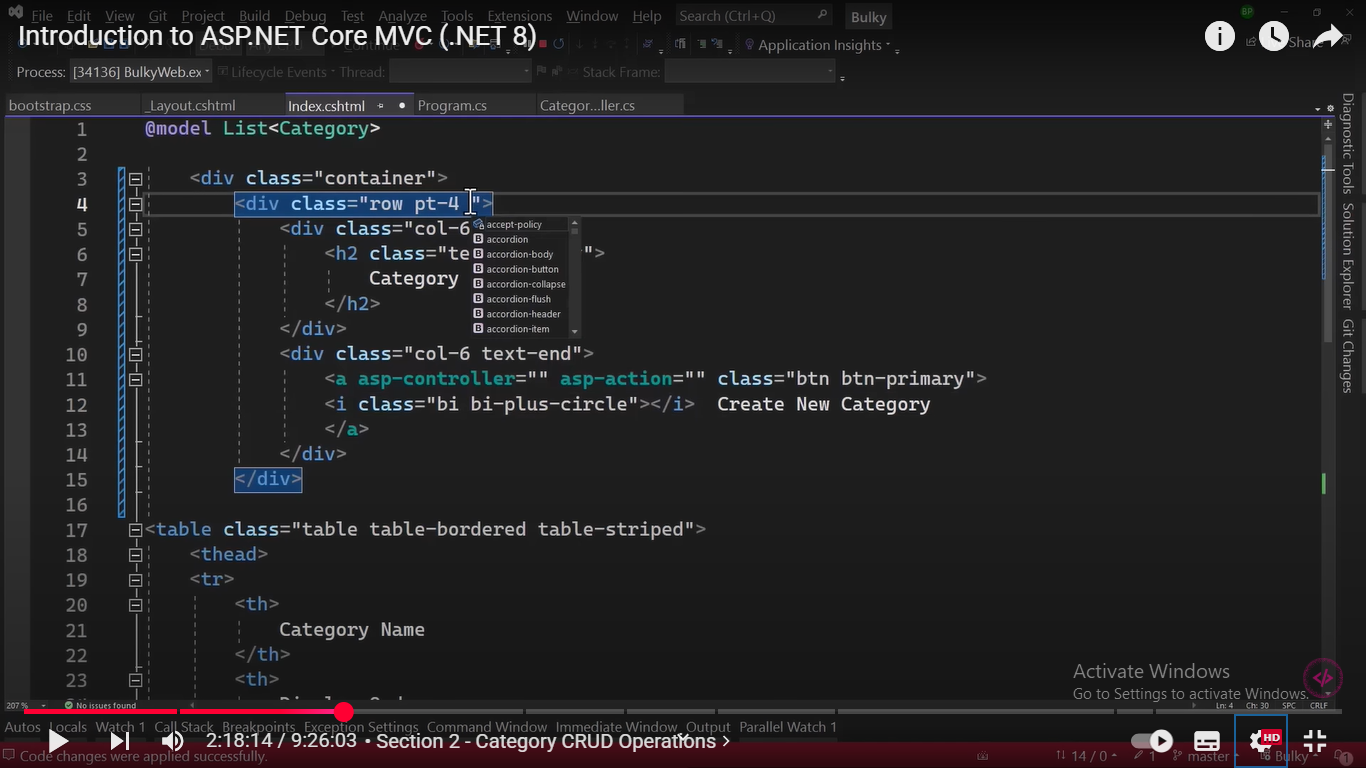 File Edit View Git Project Build Debug Test Analyze Tools Extensions Window Help Search (Ctrl+Q) Bulky BP
Introduction to ASP.NET Core MVC (.NET 8)
Application Insights
Share
Process: [34136] BulkyWeb.ex Lifecycle Events Thread: Stack Frame:
bootstrap.css _Layout.cshtml Index.cshtml Program.cs Categor...ller.cs
1 @model List<Category>
2
3 <div class="container">
4 <div class="row pt-4 ">
5 <div class="col-6
6 <h2 class="te ">
7 Category
8 </h2>
9 </div>
accept-policy
accordion
accordion-body
accordion-button
accordion-collapse
accordion-flush
accordion-header
accordion-item
10 <div class="col-6 text-end">
11 <a asp-controller="" asp-action="" class="btn btn-primary">
12 <i class="bi bi-plus-circle"></i> Create New Category
13 </a>
14 </div>
15 </div>
16
17 <table class="table table-bordered table-striped">
18 <thead>
19 <tr>
20 <th>
21 Category Name
22 </th>
23 <th>
Diagnostic Tools
Solution Explorer
Git Changes
Activate Windows
Go to Settings to activate Windows.
207 % No issues found Ln: 4 Ch: 30 SPC CRLF
Autos Locals Watch 1 Call Stack Breakpoints Exception Settings Command Window Immediate Window Output Parallel Watch 1
2:18:14 / 9:26:03 • Section 2 - Category CRUD Operations
HD
Code changes were applied successfully. 14 / 0 1 master Bulky 1